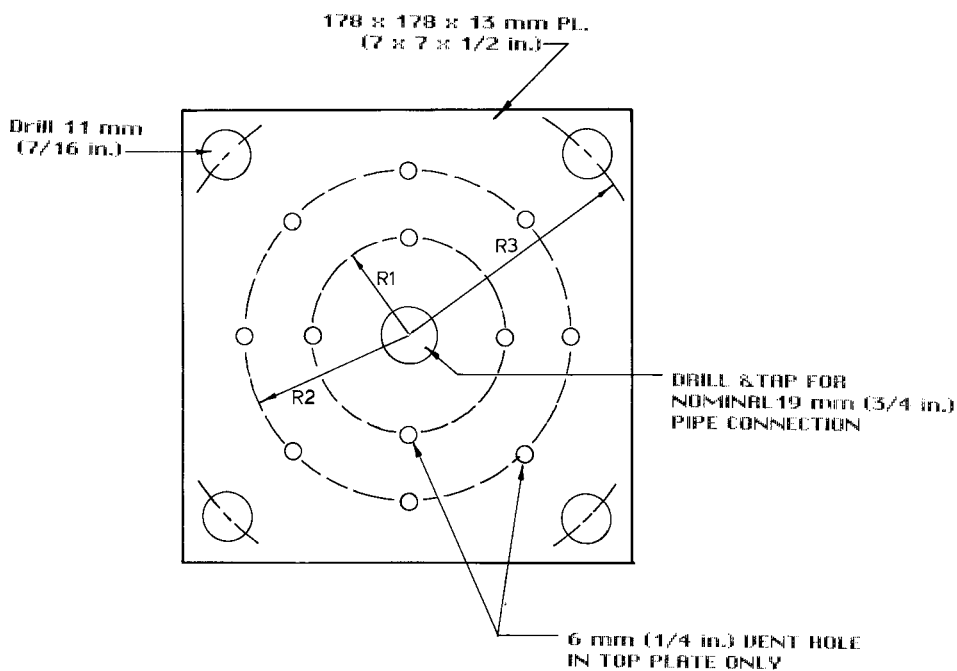 178 x 178 x 13 mm PL.
(7 x 7 x 1/2 in.)
Drill 11 mm
(7/16 in.)
R3
R1
R2
DRILL & TAP FOR
NOMINAL 19 mm (3/4 in.)
PIPE CONNECTION
6 mm (1/4 in.) VENT HOLE
IN TOP PLATE ONLY